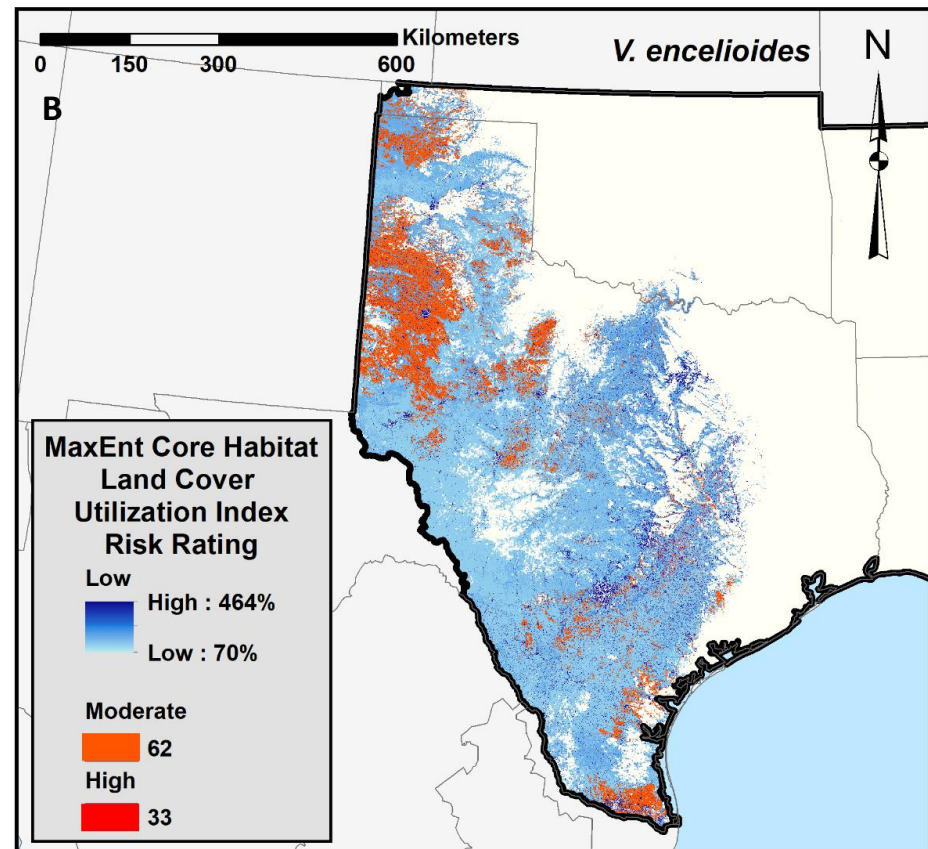 Kilometers
0 150 300 600
V. encelioides
N
B
MaxEnt Core Habitat
Land Cover
Utilization Index
Risk Rating
Low
High : 464%
Low : 70%
Moderate
62
High
33